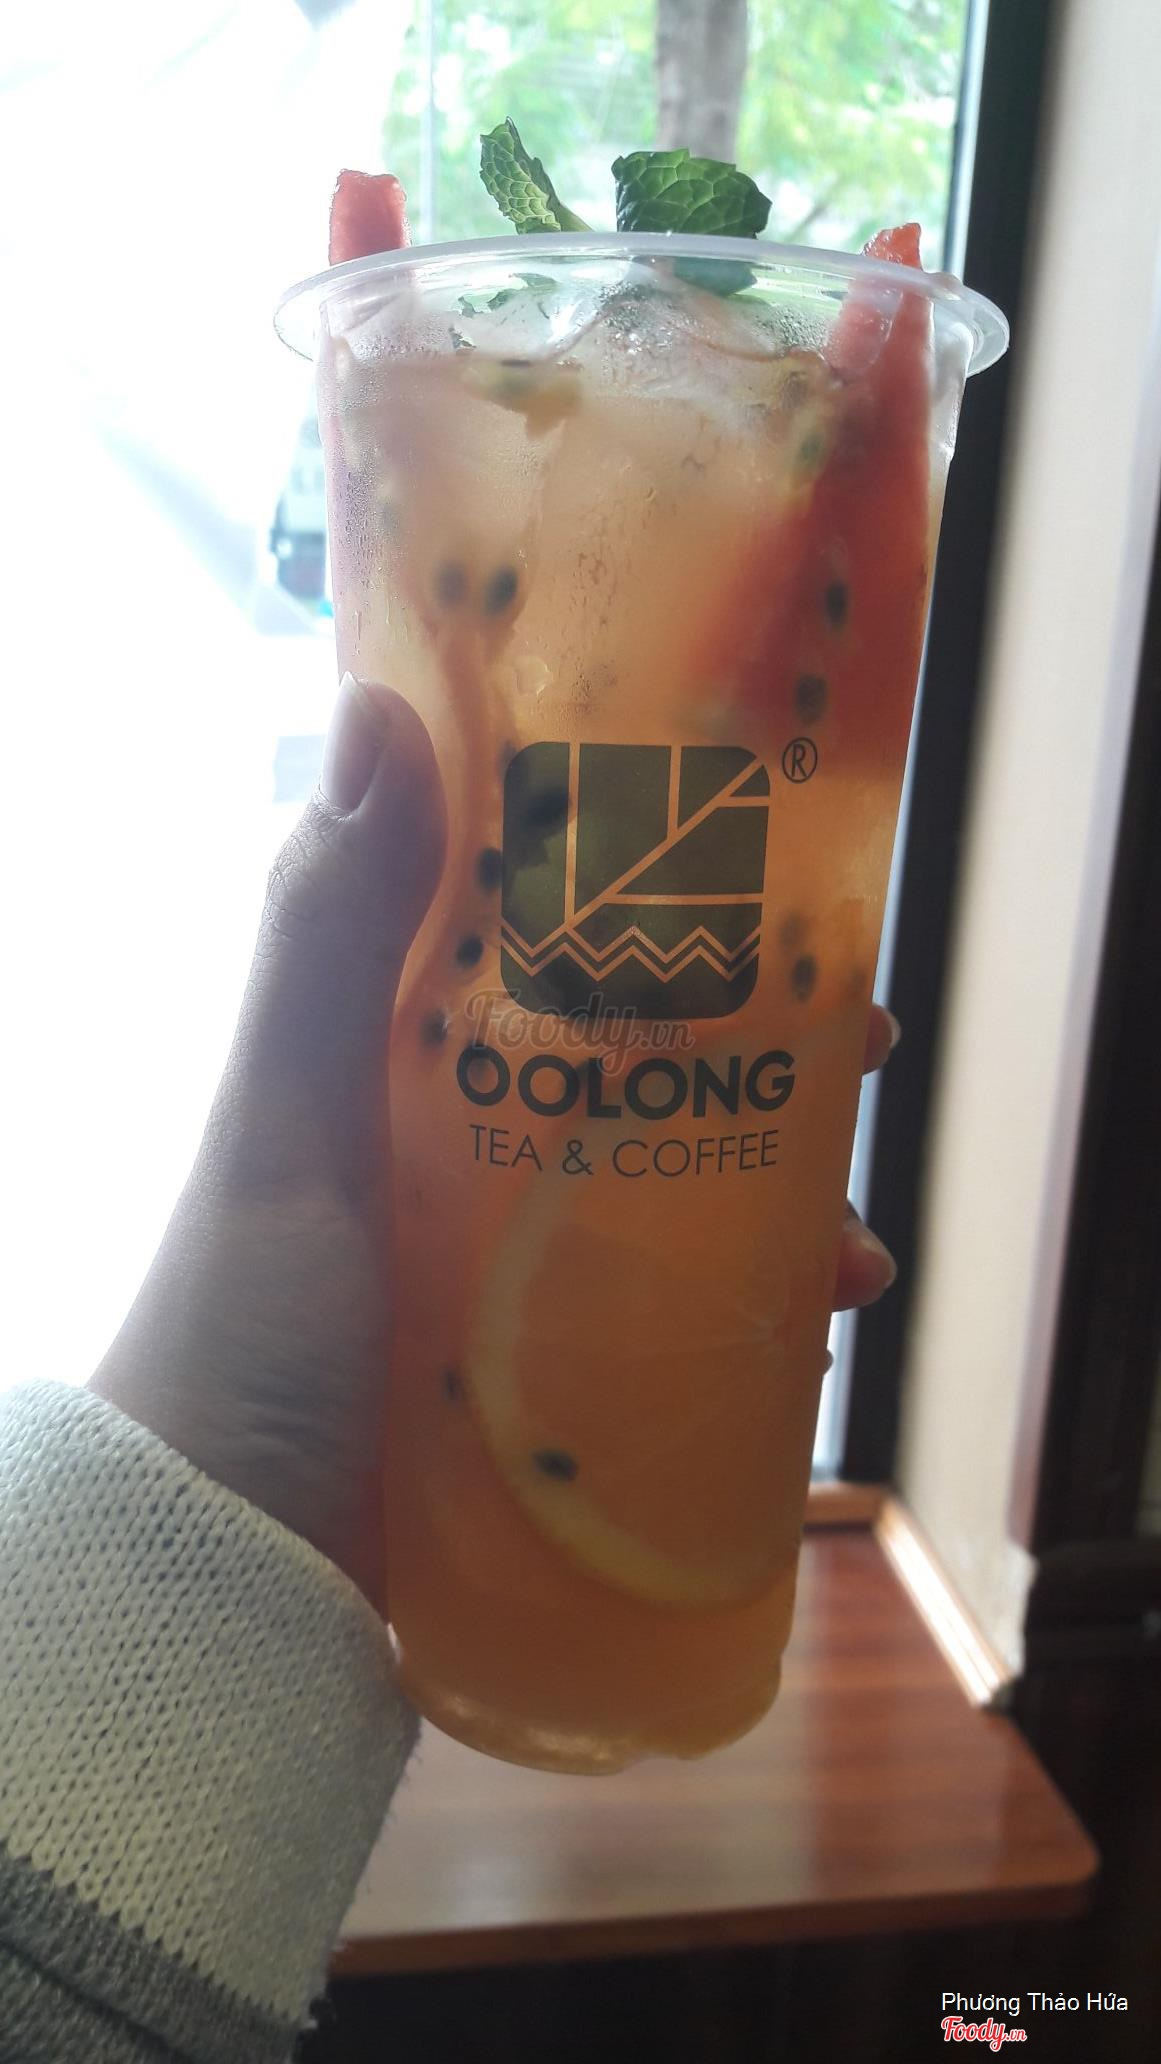 ®
Foody.vn
OOLONG
TEA & COFFEE
Phương Thảo Hứa
Foody.vn